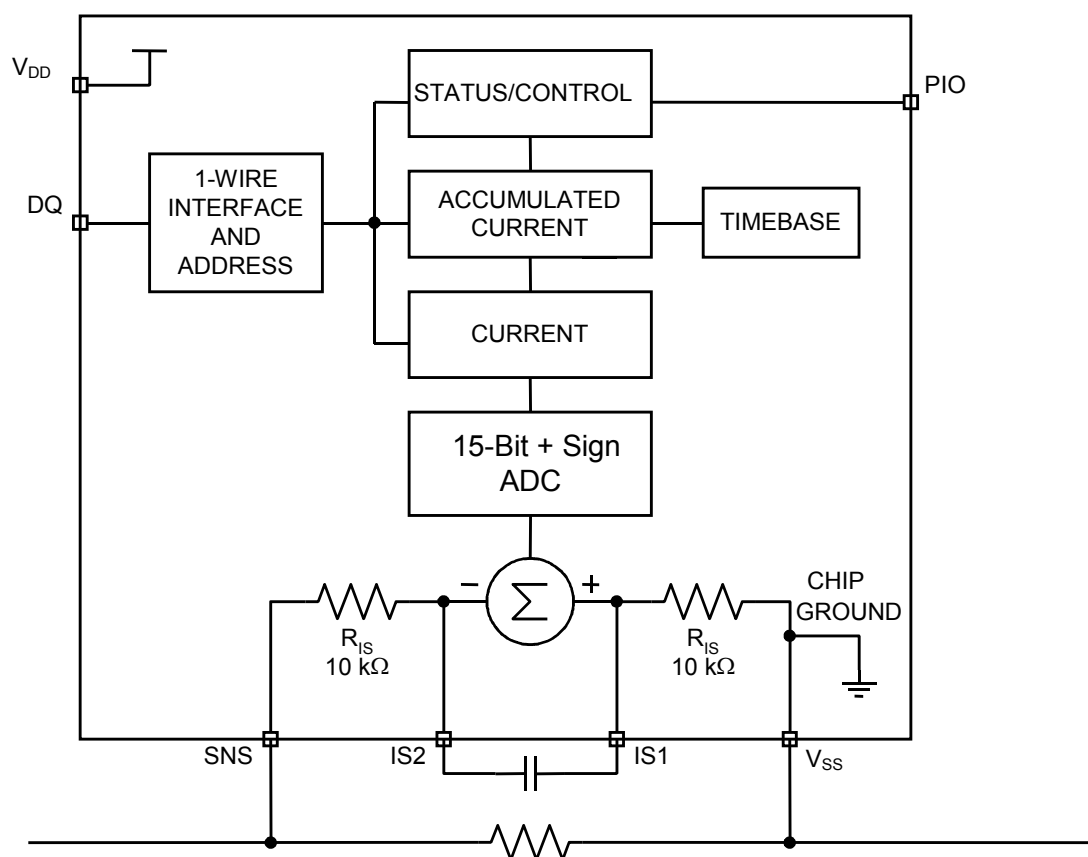 V_DD
STATUS/CONTROL
PIO
DQ
1-WIRE
INTERFACE
AND
ADDRESS
ACCUMULATED
CURRENT
TIMEBASE
CURRENT
15-Bit + Sign
ADC
− Σ +
CHIP
GROUND
R_IS
10 kΩ
R_IS
10 kΩ
SNS
IS2
IS1
V_SS